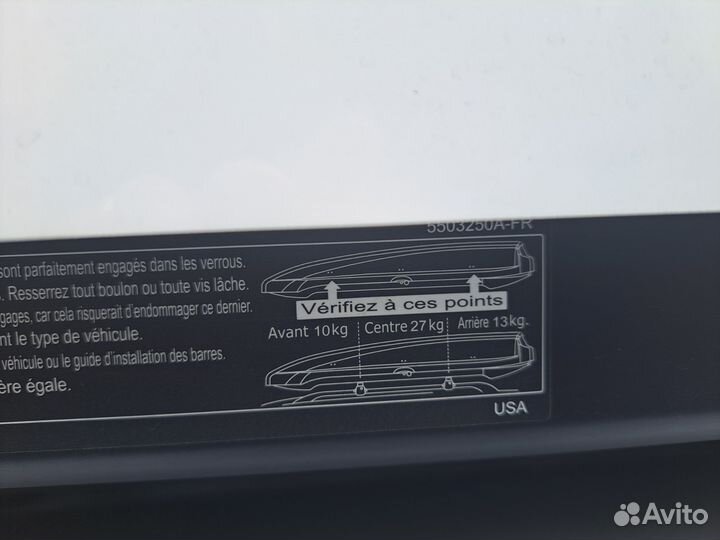 5503250A-FR
sont parfaitement engagés dans les verrous.
. Resserrez tout boulon ou toute vis lâche.
gages, car cela risquerait d'endommager ce dernier.
nt le type de véhicule.
véhicule ou le guide d'installation des barres.
ère égale.
Vérifiez à ces points
Avant 10kg Centre 27kg Arrière 13kg
USA
Avito